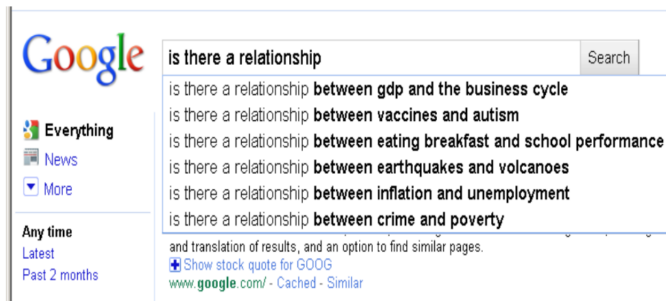 Google
is there a relationship
Search
is there a relationship between gdp and the business cycle
is there a relationship between vaccines and autism
is there a relationship between eating breakfast and school performance
is there a relationship between earthquakes and volcanoes
is there a relationship between inflation and unemployment
is there a relationship between crime and poverty
Everything
News
More
Any time
Latest
Past 2 months
and translation of results, and an option to find similar pages.
Show stock quote for GOOG
www.google.com/ - Cached - Similar